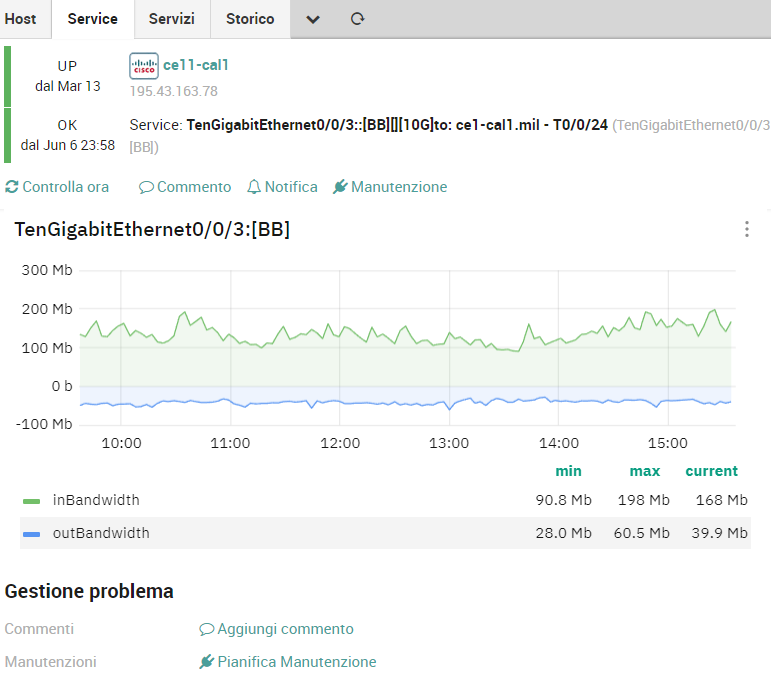 Host Service Servizi Storico
UP
dal Mar 13
CISCO
ce11-cal1
195.43.163.78
OK
dal Jun 6 23:58
Service: TenGigabitEthernet0/0/3::[BB][][10G]to: ce1-cal1.mil - T0/0/24 (TenGigabitEthernet0/0/3
[BB])
Controlla ora Commento Notifica Manutenzione
TenGigabitEthernet0/0/3:[BB]
300 Mb
200 Mb
100 Mb
0 b
-100 Mb
10:00 11:00 12:00 13:00 14:00 15:00
min max current
inBandwidth 90.8 Mb 198 Mb 168 Mb
outBandwidth 28.0 Mb 60.5 Mb 39.9 Mb
Gestione problema
Commenti Aggiungi commento
Manutenzioni Pianifica Manutenzione